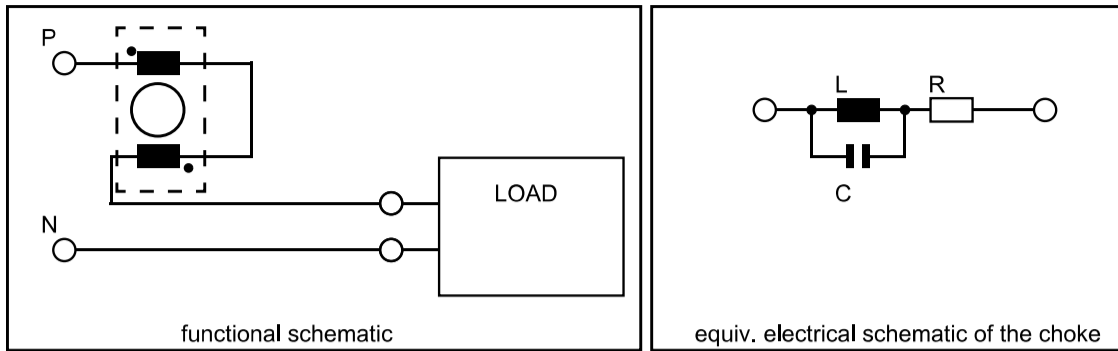 P
N
LOAD
functional schematic
L
R
C
equiv. electrical schematic of the choke